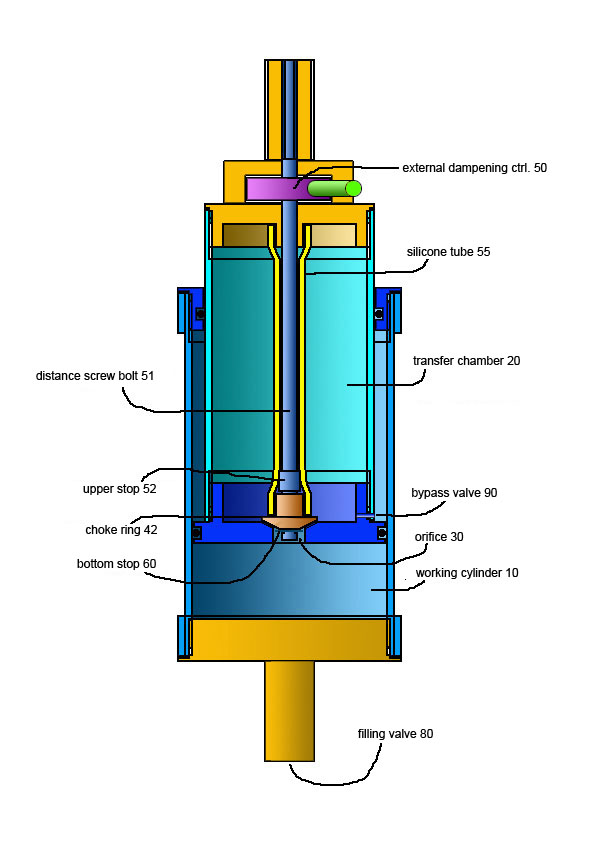 external dampening ctrl. 50
silicone tube 55
transfer chamber 20
distance screw bolt 51
upper stop 52
bypass valve 90
choke ring 42
orifice 30
bottom stop 60
working cylinder 10
filling valve 80